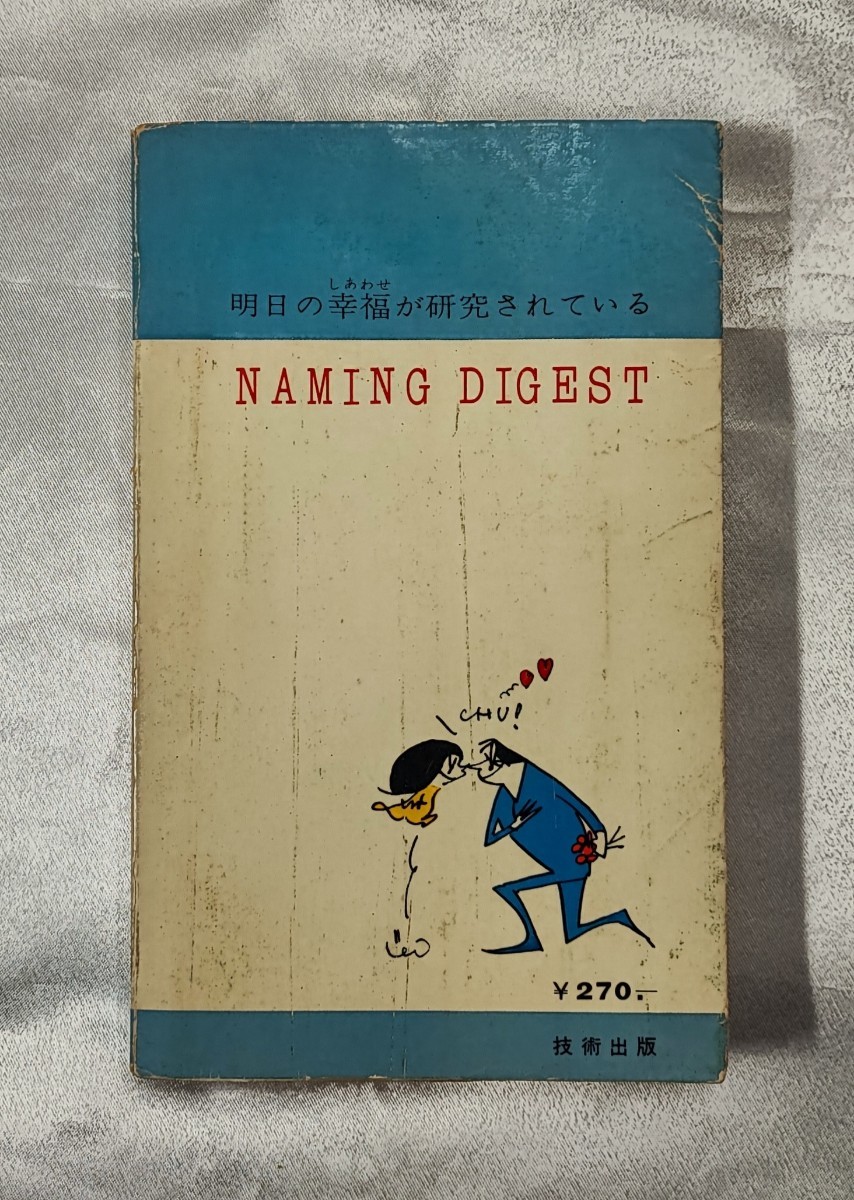 しあわせ
明日の幸福が研究されている
NAMING DIGEST
CHU!
¥270.—
技術出版